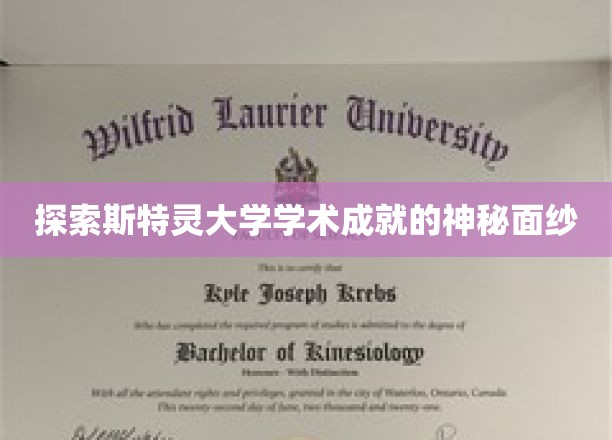 Wilfrid Laurier University
探索斯特灵大学学术成就的神秘面纱
This is to certify that
Kyle Joseph Krebs
Who has completed the required program of studies is admitted to the degree of
Bachelor of Kinesiology
Honours - With Distinction
With all the attendant rights and privileges, granted in the city of Waterloo, Ontario, Canada
This twenty-second day of June, two thousand and twenty-one.